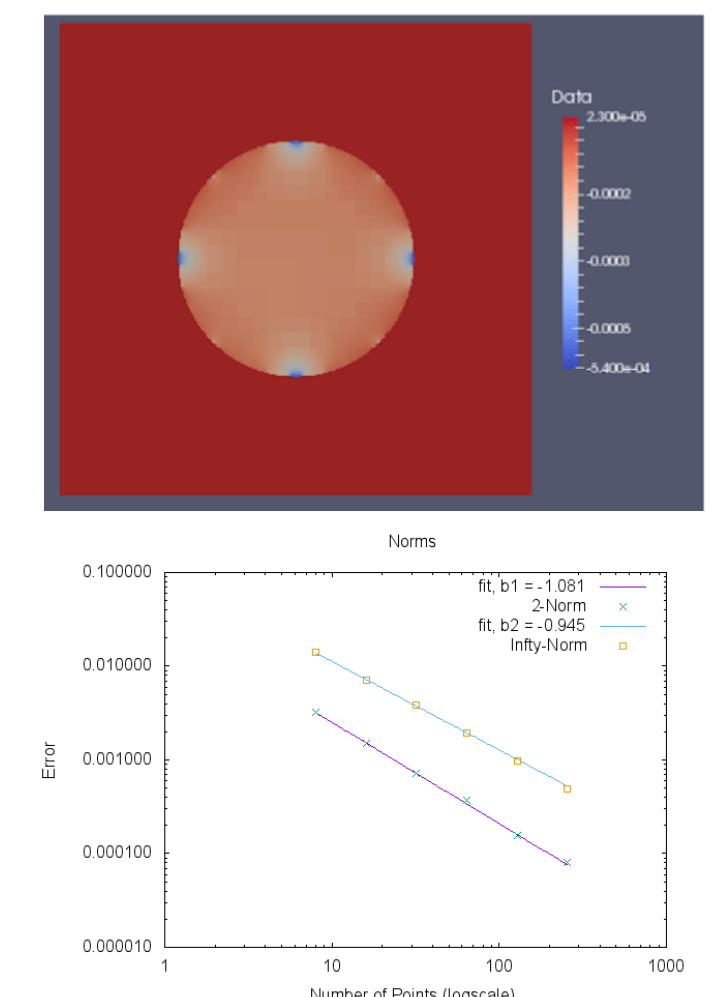 Data
2.300e-05
-0.0002
-0.0003
-0.0005
-5.400e-04
Norms
0.100000
0.010000
0.001000
0.000100
0.000010
Error
fit, b1 = -1.081
2-Norm
fit, b2 = -0.945
Infty-Norm
1
10
100
1000
Number of Points (logscale)